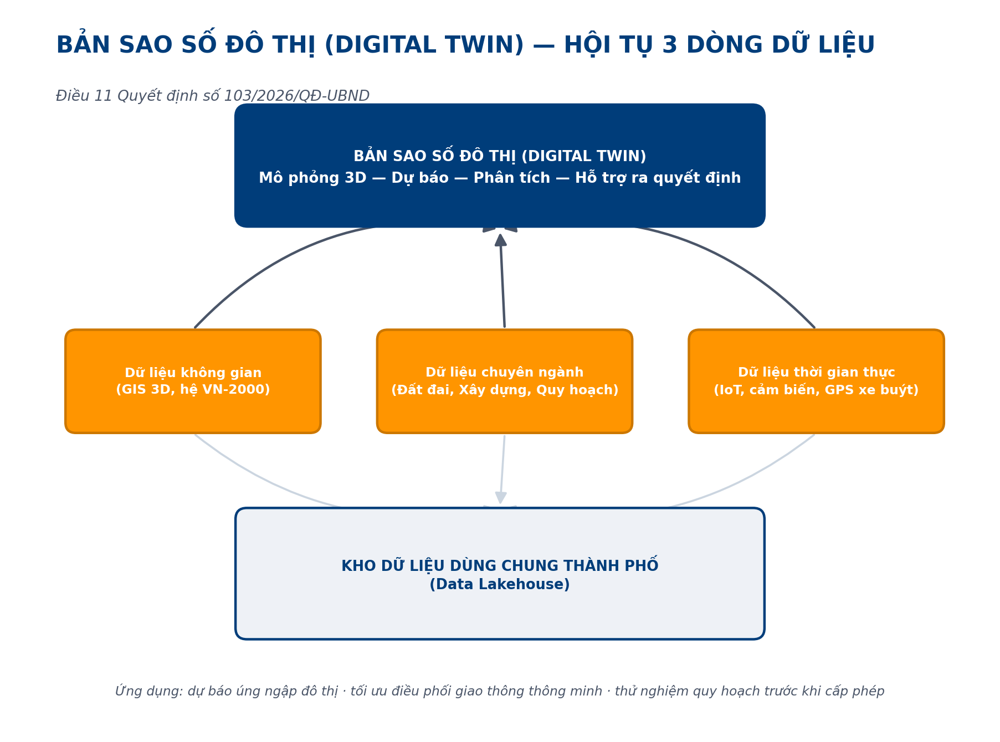 BẢN SAO SỐ ĐÔ THỊ (DIGITAL TWIN) — HỘI TỤ 3 DÒNG DỮ LIỆU
Điều 11 Quyết định số 103/2026/QĐ-UBND
BẢN SAO SỐ ĐÔ THỊ (DIGITAL TWIN)
Mô phỏng 3D — Dự báo — Phân tích — Hỗ trợ ra quyết định
Dữ liệu không gian
(GIS 3D, hệ VN-2000)
Dữ liệu chuyên ngành
(Đất đai, Xây dựng, Quy hoạch)
Dữ liệu thời gian thực
(IoT, cảm biến, GPS xe buýt)
KHO DỮ LIỆU DÙNG CHUNG THÀNH PHỐ
(Data Lakehouse)
Ứng dụng: dự báo úng ngập đô thị · tối ưu điều phối giao thông thông minh · thử nghiệm quy hoạch trước khi cấp phép